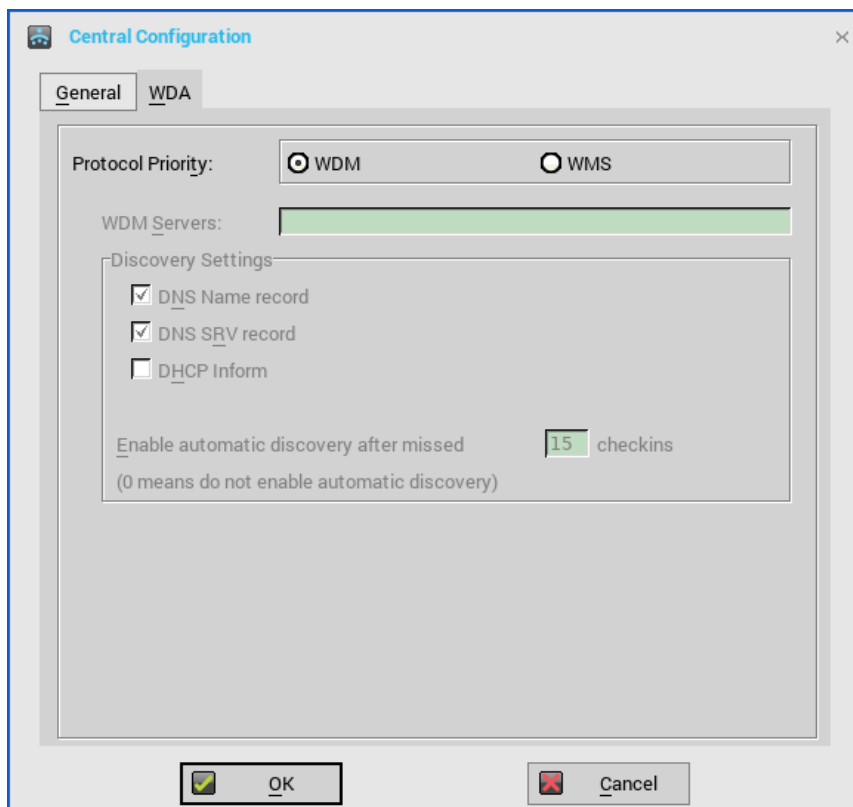 Central Configuration
General WDA
Protocol Priority: WDM WMS
WDM Servers:
Discovery Settings
DNS Name record
DNS SRV record
DHCP Inform
Enable automatic discovery after missed 15 checkins
(0 means do not enable automatic discovery)
OK Cancel